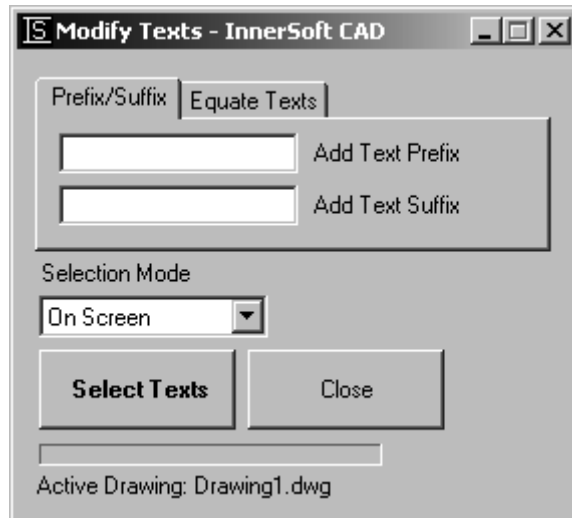 IS Modify Texts - InnerSoft CAD
Prefix/Suffix Equate Texts
Add Text Prefix
Add Text Suffix
Selection Mode
On Screen
Select Texts Close
Active Drawing: Drawing1.dwg